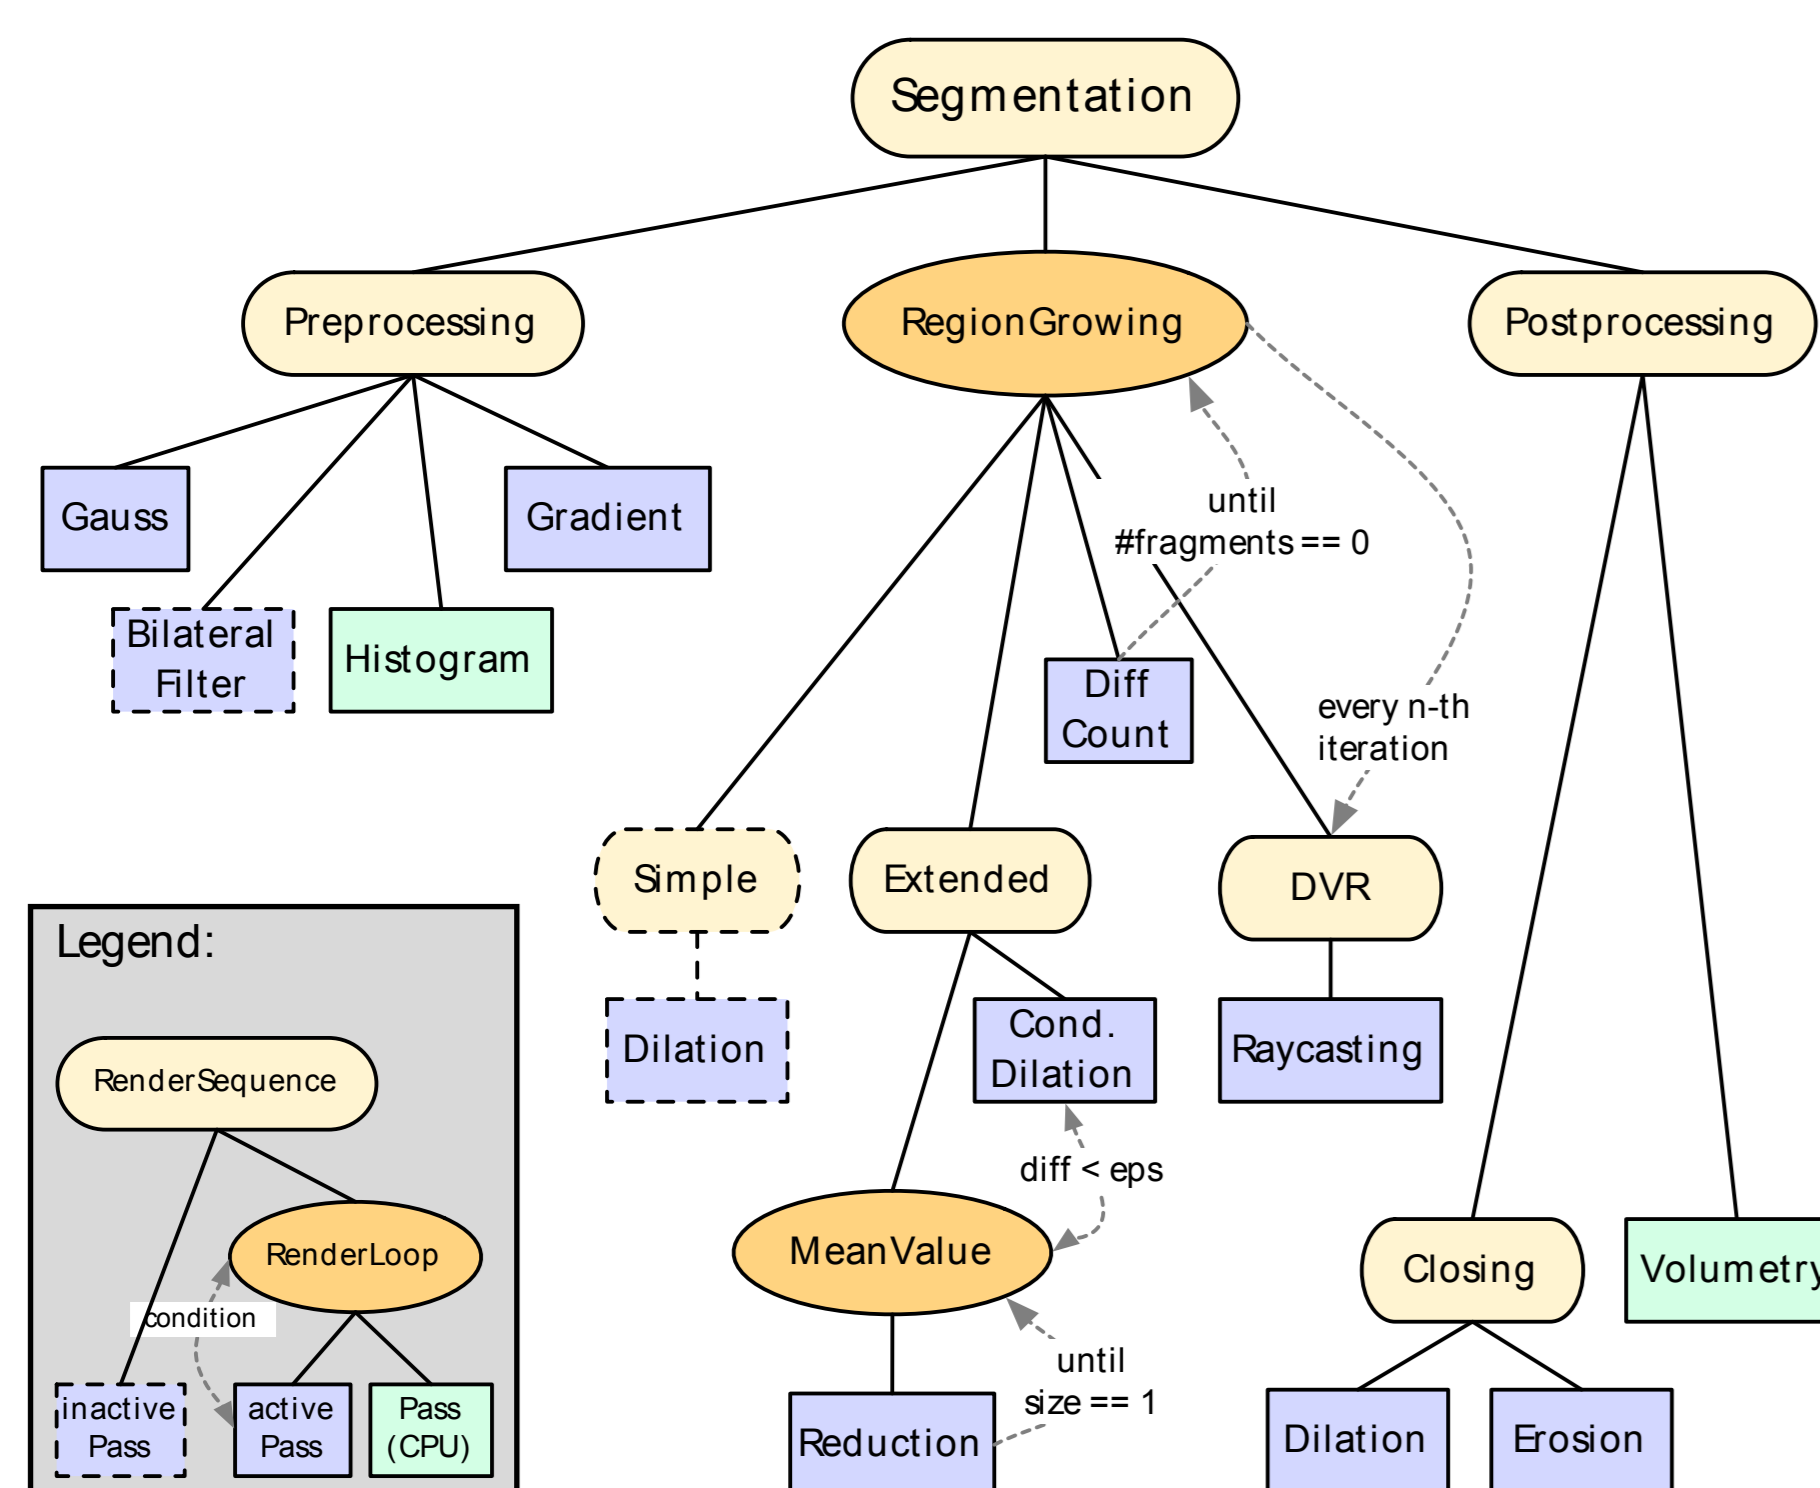 Segmentation
Preprocessing
RegionGrowing
Postprocessing
Gauss
Gradient
until
#fragments == 0
Bilateral
Filter
Histogram
Diff
Count
every n-th
iteration
Simple
Extended
DVR
Dilation
Cond.
Dilation
Raycasting
diff < eps
MeanValue
Closing
Volumetry
until
size == 1
Reduction
Dilation
Erosion
Legend:
RenderSequence
RenderLoop
condition
inactive
Pass
active
Pass
Pass
(CPU)